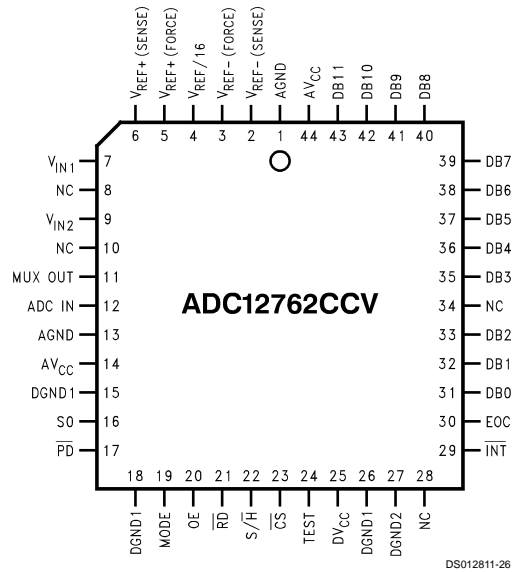 VREF+ (SENSE)
VREF+ (FORCE)
VREF/16
VREF− (FORCE)
VREF− (SENSE)
AGND
AVCC
DB11
DB10
DB9
DB8
6 5 4 3 2 1 44 43 42 41 40
VIN1 7
NC 8
VIN2 9
NC 10
MUX OUT 11
ADC IN 12
AGND 13
AVCC 14
DGND1 15
S0 16
PD 17
ADC12762CCV
39 DB7
38 DB6
37 DB5
36 DB4
35 DB3
34 NC
33 DB2
32 DB1
31 DB0
30 EOC
29 INT
18 19 20 21 22 23 24 25 26 27 28
DGND1
MODE
OE
RD
S/H
CS
TEST
DVCC
DGND1
DGND2
NC
DS012811-26